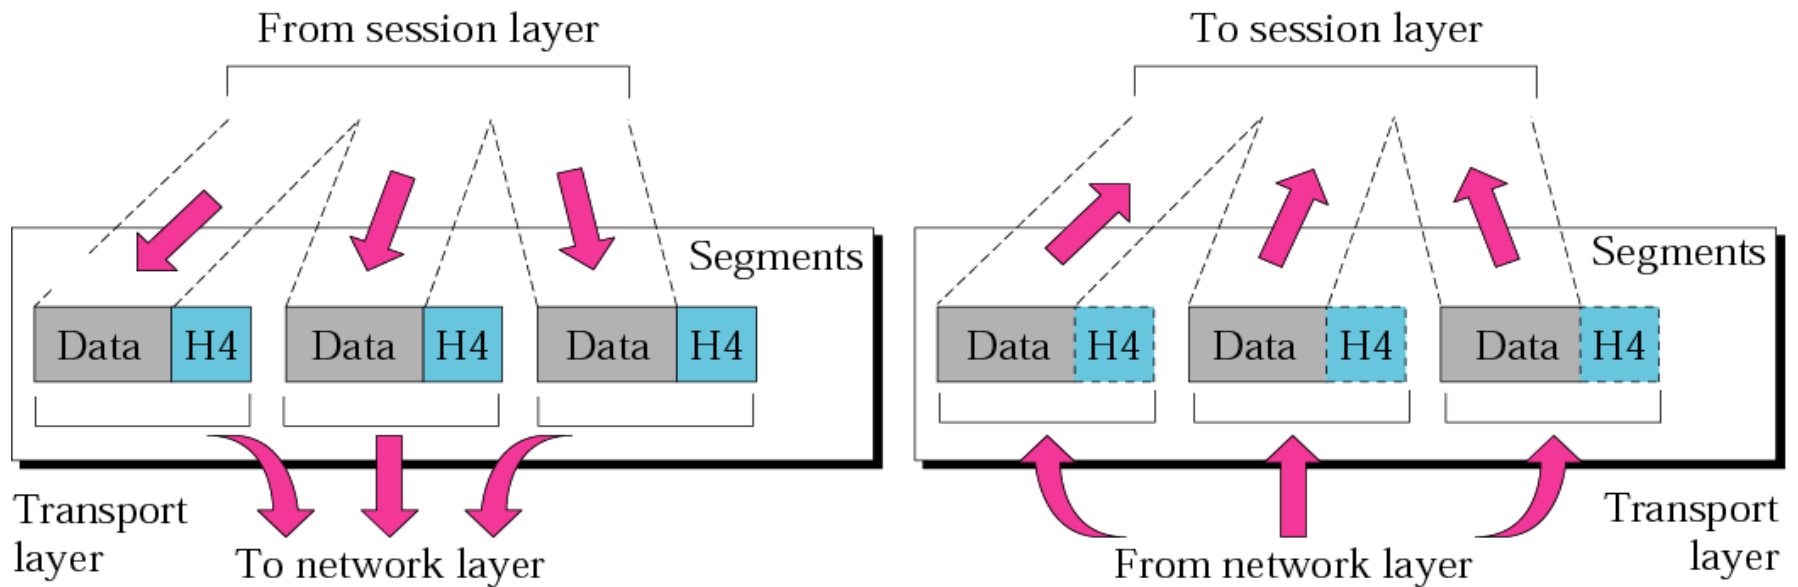 From session layer
Segments
Data H4 Data H4 Data H4
Transport
layer
To network layer
To session layer
Segments
Data H4 Data H4 Data H4
From network layer
Transport
layer